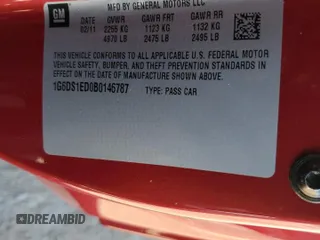 GM
MFG BY GENERAL MOTORS LLC
DATE GVWR GAWR FRT GAWR RR
02/11 2255 KG 1123 KG 1132 KG
4970 LB 2475 LB 2495 LB
THIS VEHICLE CONFORMS TO ALL APPLICABLE U.S. FEDERAL MOTOR
VEHICLE SAFETY, BUMPER, AND THEFT PREVENTION STANDARDS IN
EFFECT ON THE DATE OF MANUFACTURE SHOWN ABOVE.
1G6DS1ED0B0146787 TYPE: PASS CAR
DREAMBID